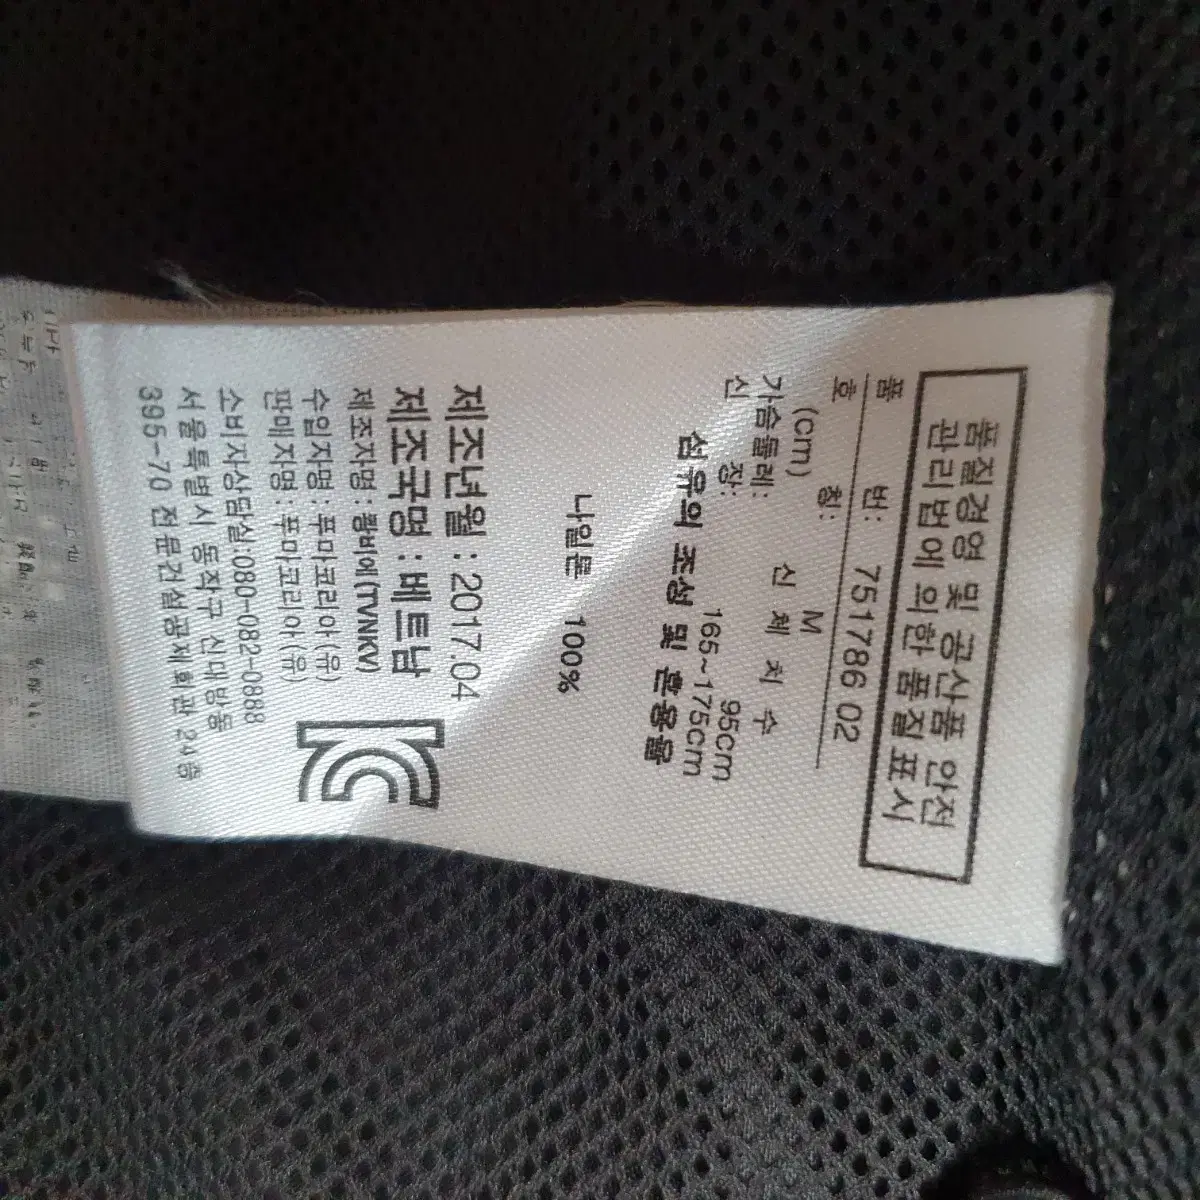 품질경영 및 공산품 안전
관리법에 의한 품질 표시
품 번: 751786 02
호 칭: M
(cm) 신 체 치 수
가슴둘레: 95cm
신 장: 165~175cm
섬유의 조성 및 혼용율
나일론 100%
제조년월 : 2017.04
제조국명 : 베트남
제조자명 : 비에(TVNKV)
수입자명 : 푸마코리아(유)
판매자명 : 푸마코리아(유)
소비자상담실:080-082-0888
서울특별시 동작구 신대방동
395-70 전문건설공제회관 24층